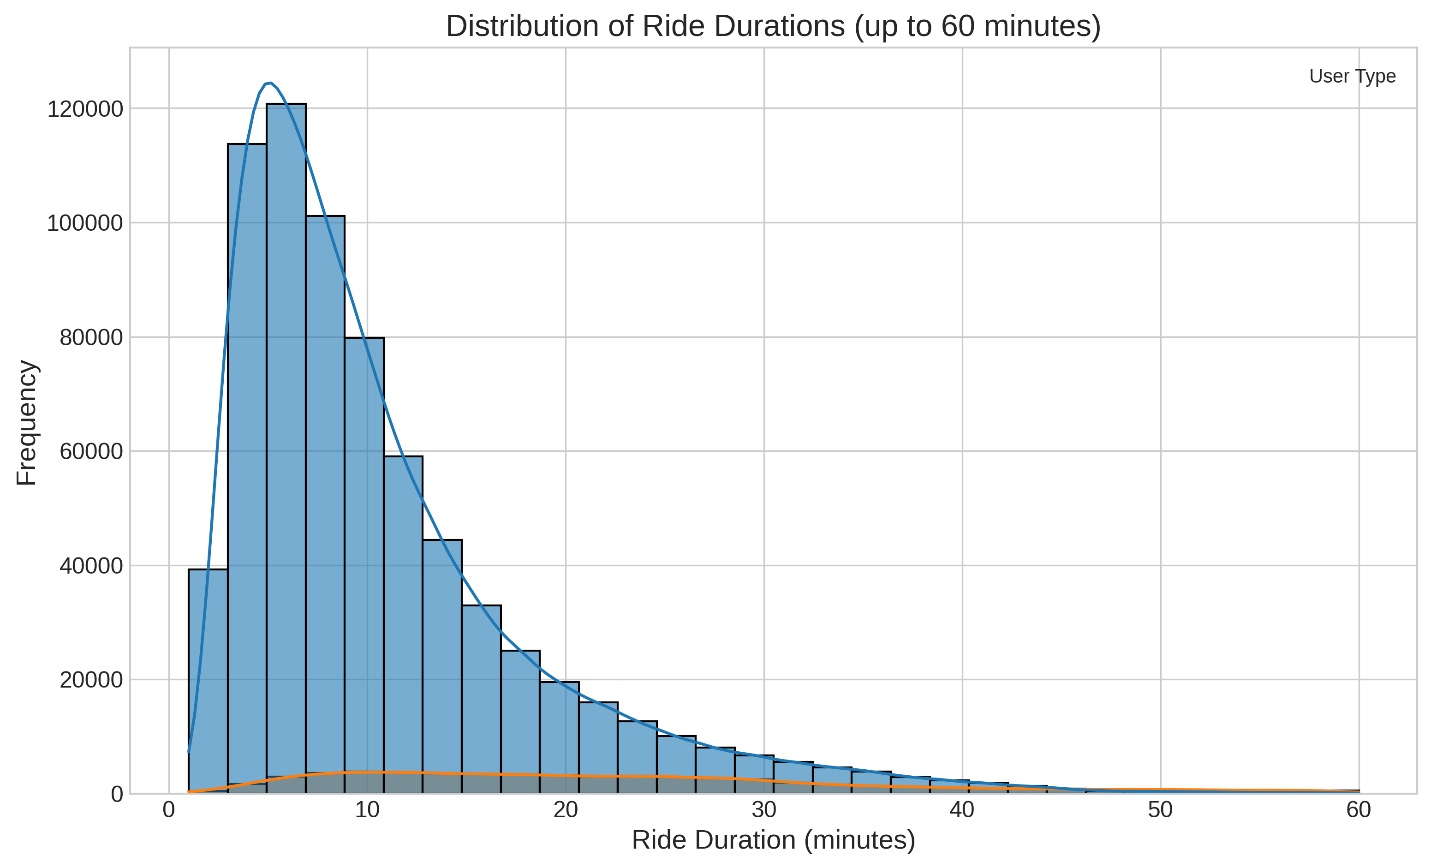 Distribution of Ride Durations (up to 60 minutes)
User Type
120000
100000
80000
60000
40000
20000
0
Frequency
0 10 20 30 40 50 60
Ride Duration (minutes)